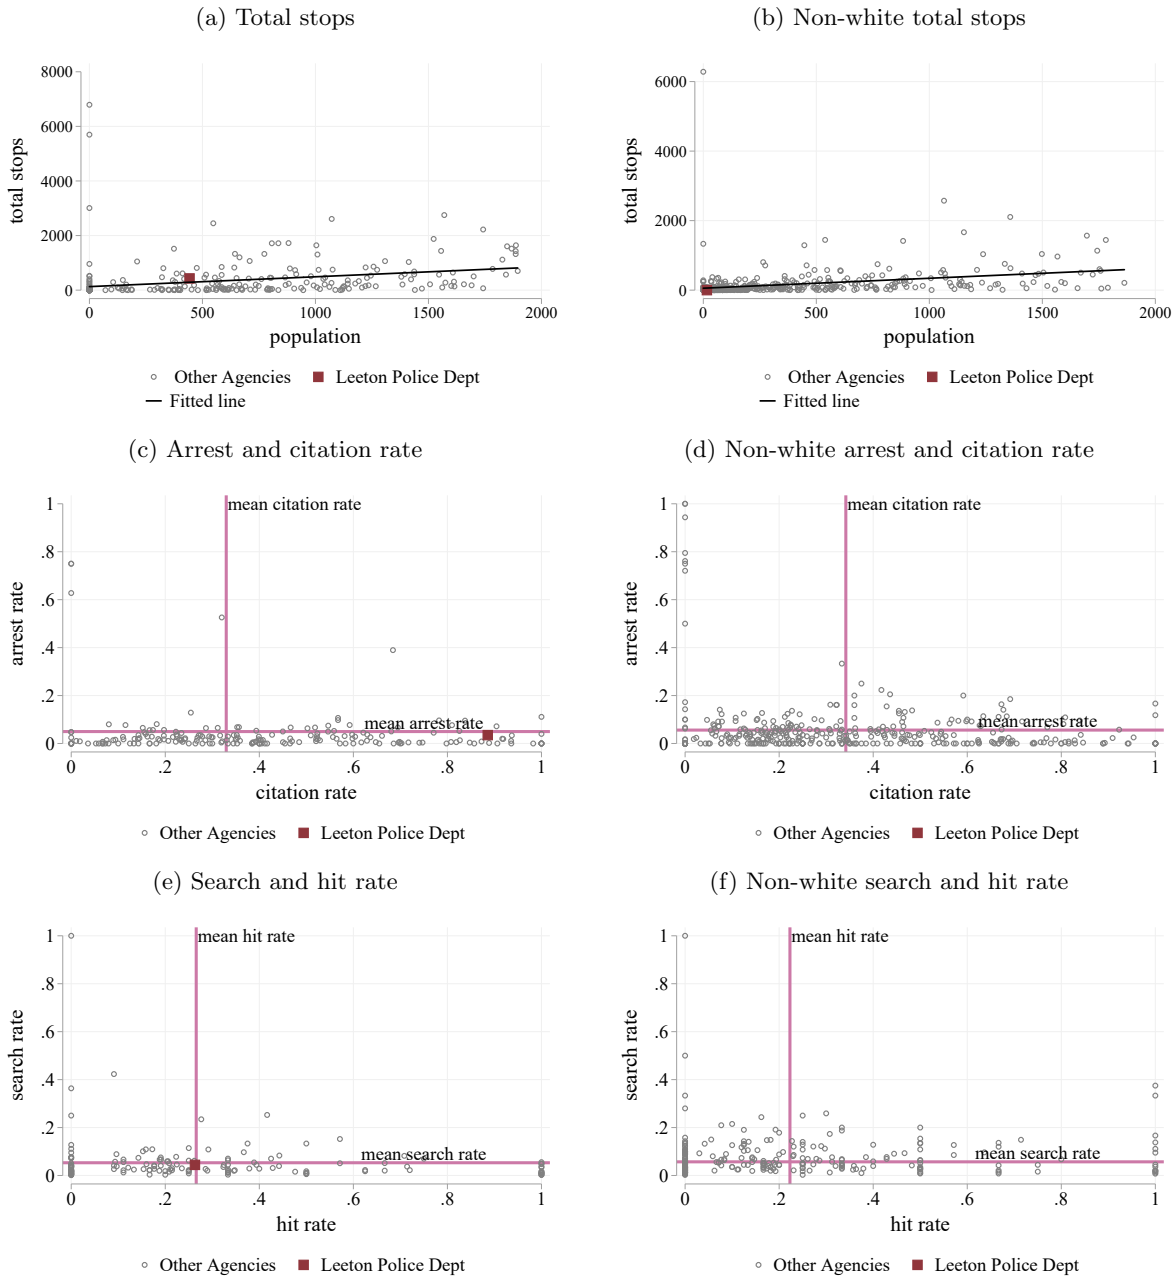 (a) Total stops
(b) Non-white total stops
8000
6000
4000
2000
0
total stops
0 500 1000 1500 2000
population
Other Agencies Leeton Police Dept
Fitted line
6000
4000
2000
0
total stops
0 500 1000 1500 2000
population
Other Agencies Leeton Police Dept
Fitted line
(c) Arrest and citation rate
(d) Non-white arrest and citation rate
1
.8
.6
.4
.2
0
arrest rate
mean citation rate
mean arrest rate
0 .2 .4 .6 .8 1
citation rate
Other Agencies Leeton Police Dept
1
.8
.6
.4
.2
0
arrest rate
mean citation rate
mean arrest rate
0 .2 .4 .6 .8 1
citation rate
Other Agencies Leeton Police Dept
(e) Search and hit rate
(f) Non-white search and hit rate
1
.8
.6
.4
.2
0
search rate
mean hit rate
mean search rate
0 .2 .4 .6 .8 1
hit rate
Other Agencies Leeton Police Dept
1
.8
.6
.4
.2
0
search rate
mean hit rate
mean search rate
0 .2 .4 .6 .8 1
hit rate
Other Agencies Leeton Police Dept